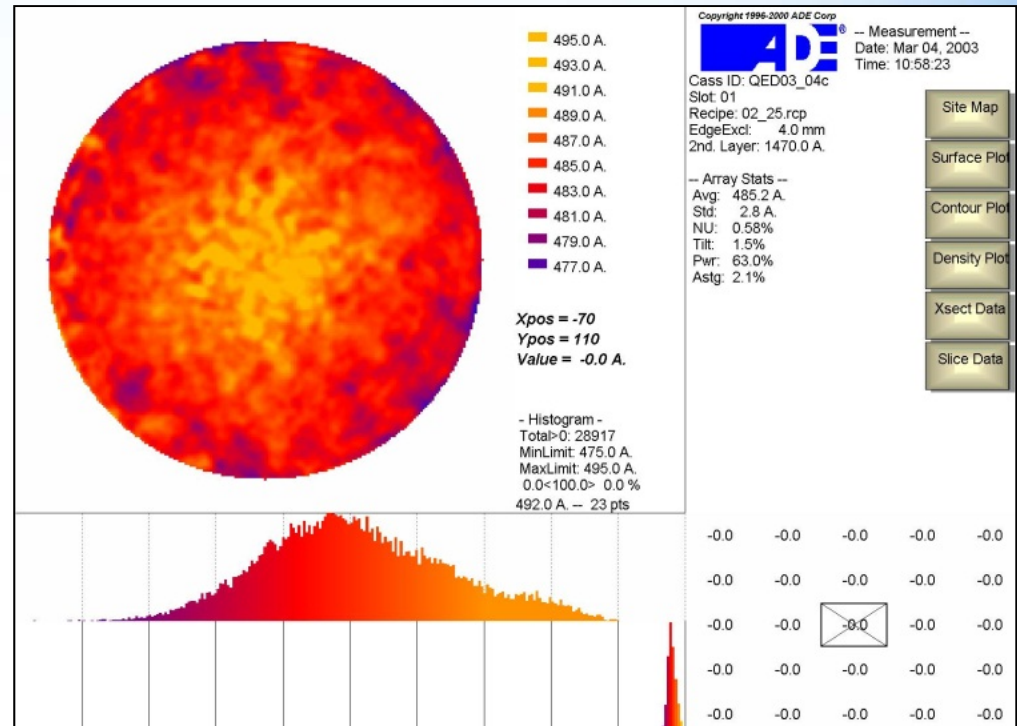 495.0 A.
493.0 A.
491.0 A.
489.0 A.
487.0 A.
485.0 A.
483.0 A.
481.0 A.
479.0 A.
477.0 A.
Xpos = -70
Ypos = 110
Value = -0.0 A.
- Histogram -
Total>0: 28917
MinLimit: 475.0 A.
MaxLimit: 495.0 A.
0.0<100.0> 0.0 %
492.0 A. -- 23 pts
Copyright 1996-2000 ADE Corp
ADE®
-- Measurement --
Date: Mar 04, 2003
Time: 10:58:23
Cass ID: QED03_04c
Slot: 01
Recipe: 02_25.rcp
EdgeExcl: 4.0 mm
2nd. Layer: 1470.0 A.
-- Array Stats --
Avg: 485.2 A.
Std: 2.8 A.
NU: 0.58%
Tilt: 1.5%
Pwr: 63.0%
Astg: 2.1%
Site Map
Surface Plot
Contour Plot
Density Plot
Xsect Data
Slice Data
-0.0 -0.0 -0.0 -0.0 -0.0
-0.0 -0.0 -0.0 -0.0 -0.0
-0.0 -0.0 -0.0 -0.0 -0.0
-0.0 -0.0 -0.0 -0.0 -0.0
-0.0 -0.0 -0.0 -0.0 -0.0